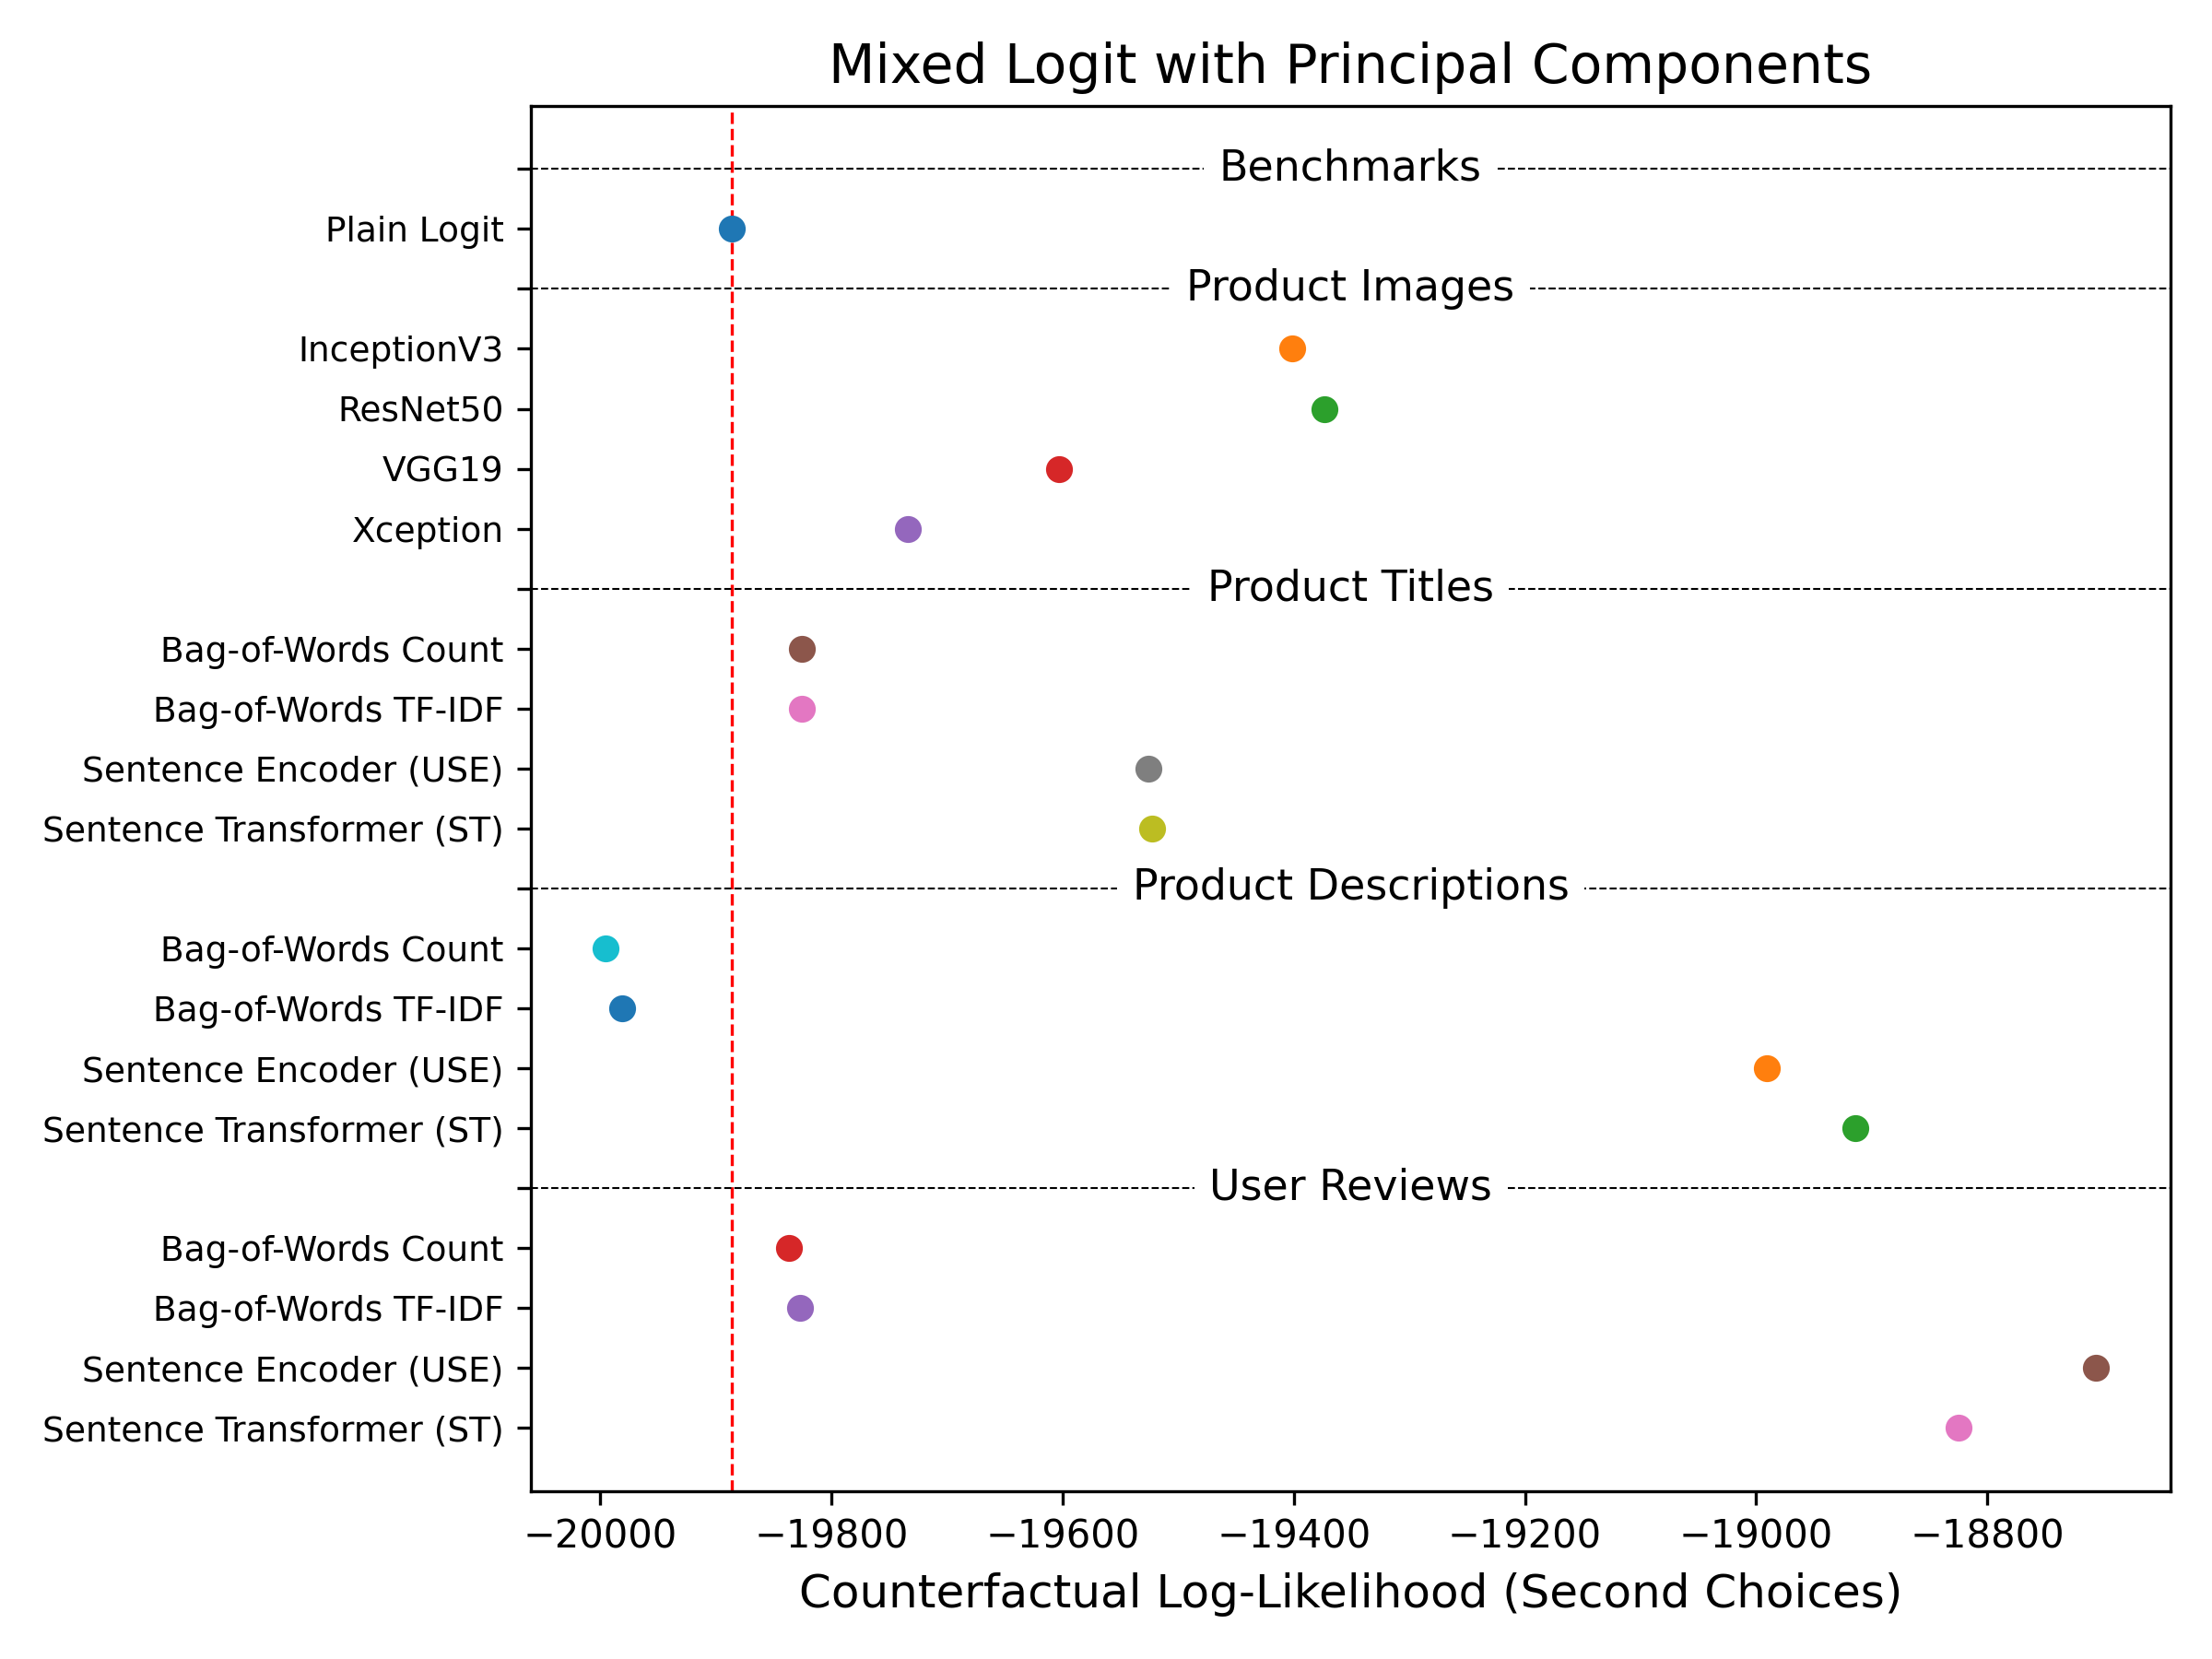 Mixed Logit with Principal Components
Benchmarks
Plain Logit
Product Images
InceptionV3
ResNet50
VGG19
Xception
Product Titles
Bag-of-Words Count
Bag-of-Words TF-IDF
Sentence Encoder (USE)
Sentence Transformer (ST)
Product Descriptions
Bag-of-Words Count
Bag-of-Words TF-IDF
Sentence Encoder (USE)
Sentence Transformer (ST)
User Reviews
Bag-of-Words Count
Bag-of-Words TF-IDF
Sentence Encoder (USE)
Sentence Transformer (ST)
−20000 −19800 −19600 −19400 −19200 −19000 −18800
Counterfactual Log-Likelihood (Second Choices)